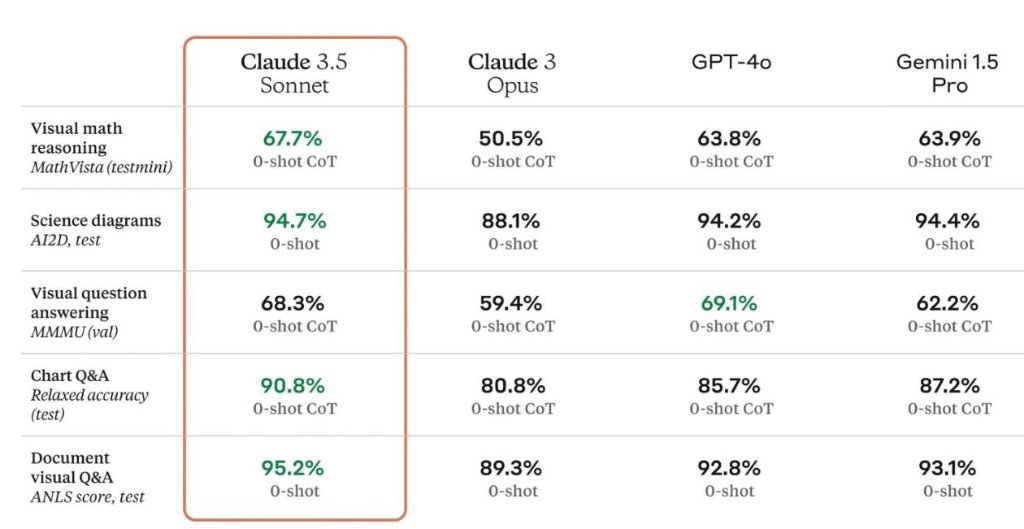 Claude 3.5 Sonnet
Claude 3 Opus
GPT-4o
Gemini 1.5 Pro
Visual math reasoning
MathVista (testmini)
67.7%
0-shot CoT
50.5%
0-shot CoT
63.8%
0-shot CoT
63.9%
0-shot CoT
Science diagrams
AI2D, test
94.7%
0-shot
88.1%
0-shot
94.2%
0-shot
94.4%
0-shot
Visual question answering
MMMU (val)
68.3%
0-shot CoT
59.4%
0-shot CoT
69.1%
0-shot CoT
62.2%
0-shot CoT
Chart Q&A
Relaxed accuracy (test)
90.8%
0-shot CoT
80.8%
0-shot CoT
85.7%
0-shot CoT
87.2%
0-shot CoT
Document visual Q&A
ANLS score, test
95.2%
0-shot
89.3%
0-shot
92.8%
0-shot
93.1%
0-shot